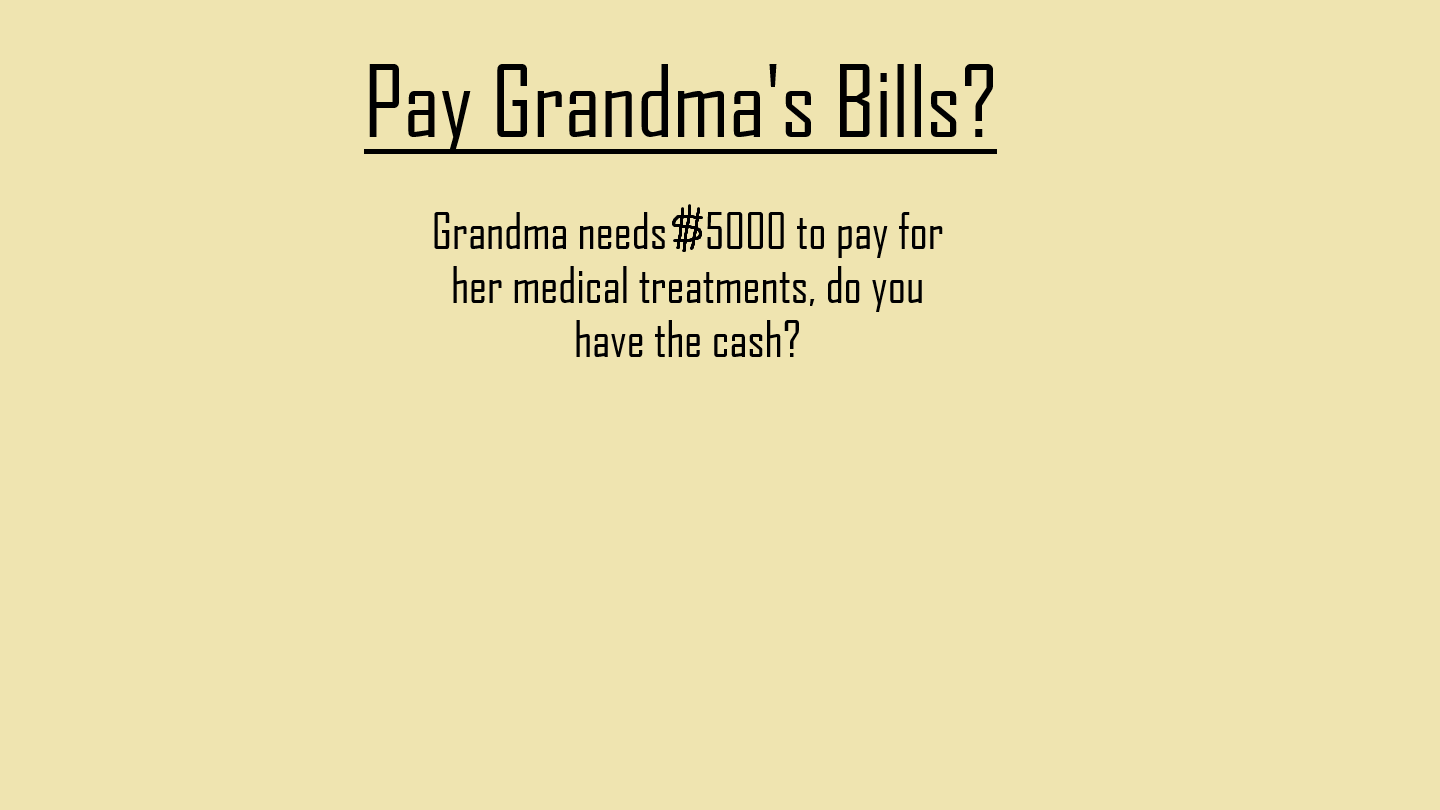 Pay Grandma's Bills?
Grandma needs $5000 to pay for
her medical treatments, do you
have the cash?